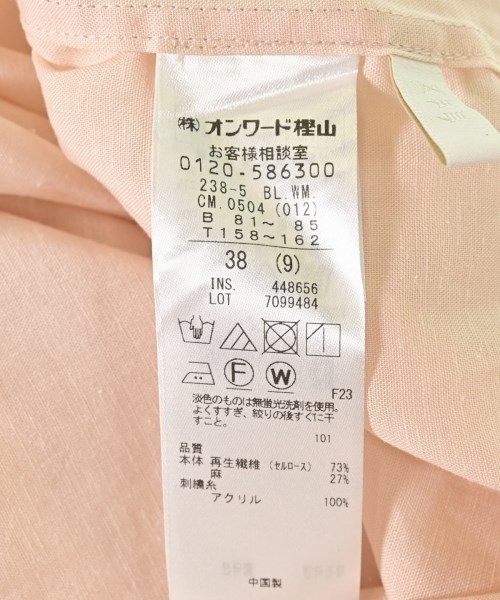 (株)オンワード樫山
お客様相談室
0120-586300
238-5 BL.WM.
CM.0504(012)
B 81〜 85
T158〜162
38 (9)
INS. 448656
LOT 7099484
F W
F23
淡色のものは無蛍光洗剤を使用。
よくすすぎ、絞りの後すぐに干
すこと。
101
品質
本体 再生繊維(セルロース) 73%
麻 27%
刺繍糸
アクリル 100%
中国製